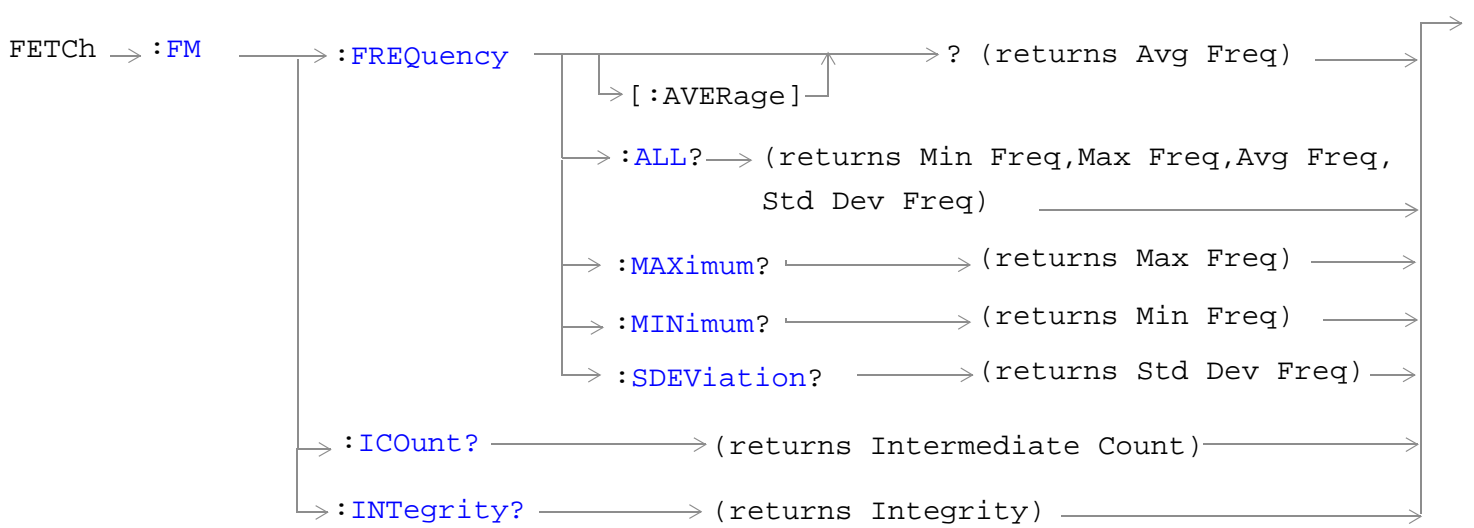 FETCh :FM :FREQuency ? (returns Avg Freq)
[:AVERage]
:ALL? (returns Min Freq,Max Freq,Avg Freq,
Std Dev Freq)
:MAXimum? (returns Max Freq)
:MINimum? (returns Min Freq)
:SDEViation? (returns Std Dev Freq)
:ICOunt? (returns Intermediate Count)
:INTegrity? (returns Integrity)